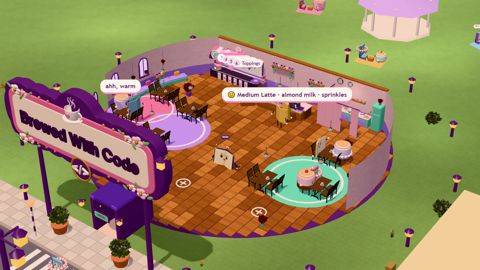 Toppings
ahh, warm
Medium Latte · almond milk · sprinkles
Brewed With Code
</>